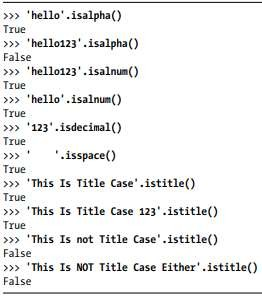 >>> 'hello'.isalpha()
True
>>> 'hello123'.isalpha()
False
>>> 'hello123'.isalnum()
True
>>> 'hello'.isalnum()
True
>>> '123'.isdecimal()
True
>>> '    '.isspace()
True
>>> 'This Is Title Case'.istitle()
True
>>> 'This Is Title Case 123'.istitle()
True
>>> 'This Is not Title Case'.istitle()
False
>>> 'This Is NOT Title Case Either'.istitle()
False